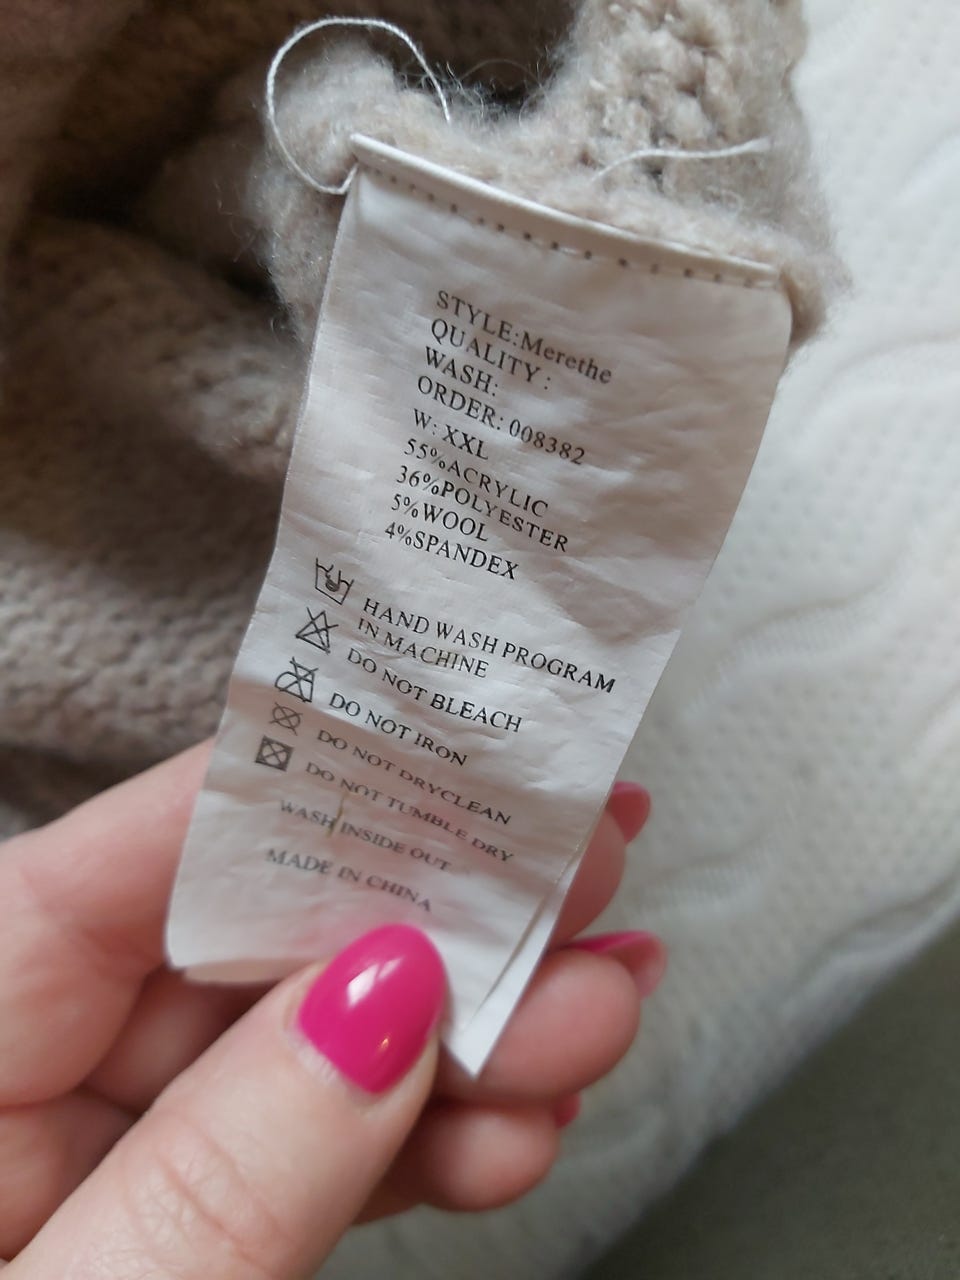 STYLE:Merethe
QUALITY :
WASH:
ORDER: 008382
W: XXL
55%ACRYLIC
36%POLYESTER
5%WOOL
4%SPANDEX
HAND WASH PROGRAM
IN MACHINE
DO NOT BLEACH
DO NOT IRON
DO NOT DRYCLEAN
DO NOT TUMBLE DRY
WASH INSIDE OUT
MADE IN CHINA